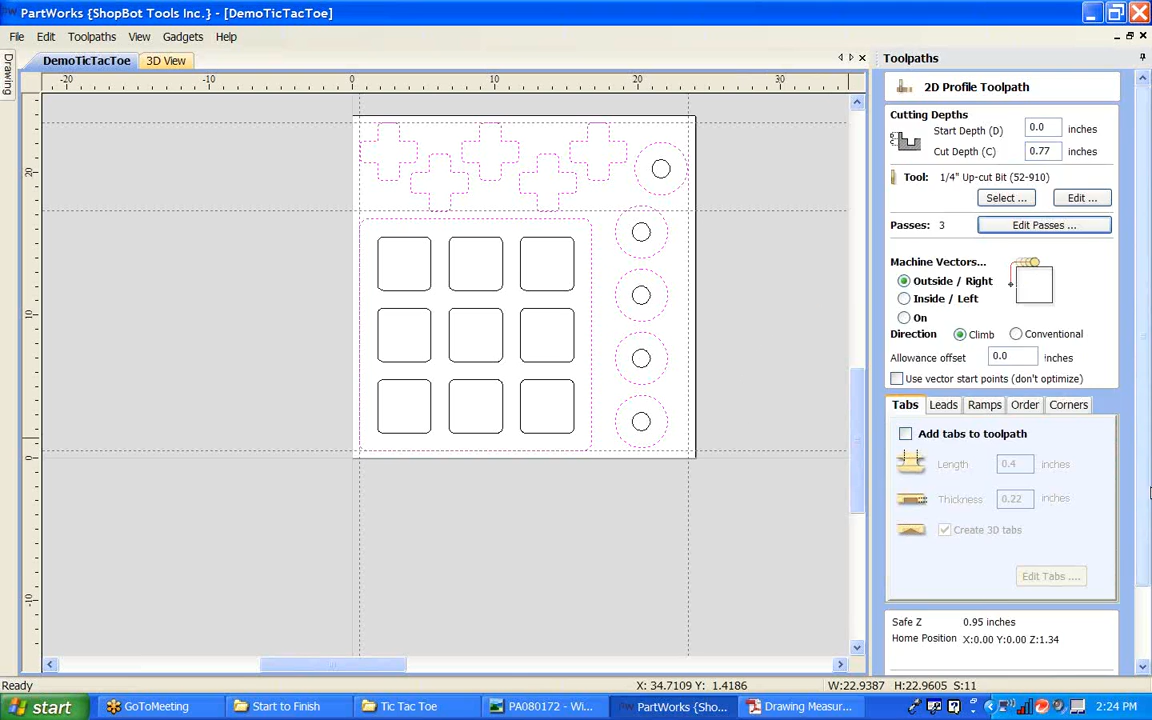 PartWorks {ShopBot Tools Inc.} - [DemoTicTacToe]
File Edit Toolpaths View Gadgets Help
Drawing
DemoTicTacToe 3D View
-20 -10 0 10 20 30
20
10
0
-10
Toolpaths
2D Profile Toolpath
Cutting Depths
Start Depth (D) 0.0 inches
Cut Depth (C) 0.77 inches
Tool: 1/4" Up-cut Bit (52-910)
Select ... Edit ...
Passes: 3 Edit Passes ...
Machine Vectors...
Outside / Right
Inside / Left
On
Direction Climb Conventional
Allowance offset 0.0 inches
Use vector start points (don't optimize)
Tabs Leads Ramps Order Corners
Add tabs to toolpath
Length 0.4 inches
Thickness 0.22 inches
Create 3D tabs
Edit Tabs ....
Safe Z 0.95 inches
Home Position X:0.00 Y:0.00 Z:1.34
Ready X: 34.7109 Y: 1.4186 W:22.9387 H:22.9605 S:11
start GoToMeeting Start to Finish Tic Tac Toe PA080172 - Wi... PartWorks {Sho... Drawing Measur... 2:24 PM